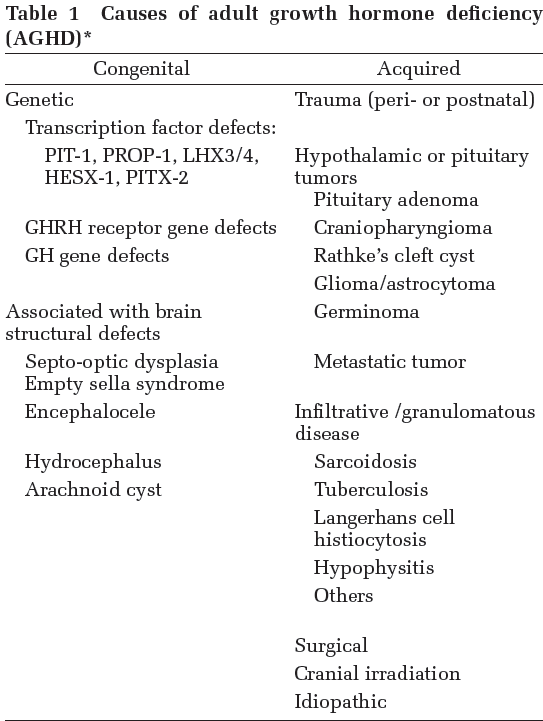 Table 1 Causes of adult growth hormone deficiency
(AGHD)*
Congenital
Genetic
Transcription factor defects:
PIT-1, PROP-1, LHX3/4,
HESX-1, PITX-2
GHRH receptor gene defects
GH gene defects
Associated with brain
structural defects
Septo-optic dysplasia
Empty sella syndrome
Encephalocele
Hydrocephalus
Arachnoid cyst
Acquired
Trauma (peri- or postnatal)
Hypothalamic or pituitary
tumors
Pituitary adenoma
Craniopharyngioma
Rathke’s cleft cyst
Glioma/astrocytoma
Germinoma
Metastatic tumor
Infiltrative /granulomatous
disease
Sarcoidosis
Tuberculosis
Langerhans cell
histiocytosis
Hypophysitis
Others
Surgical
Cranial irradiation
Idiopathic